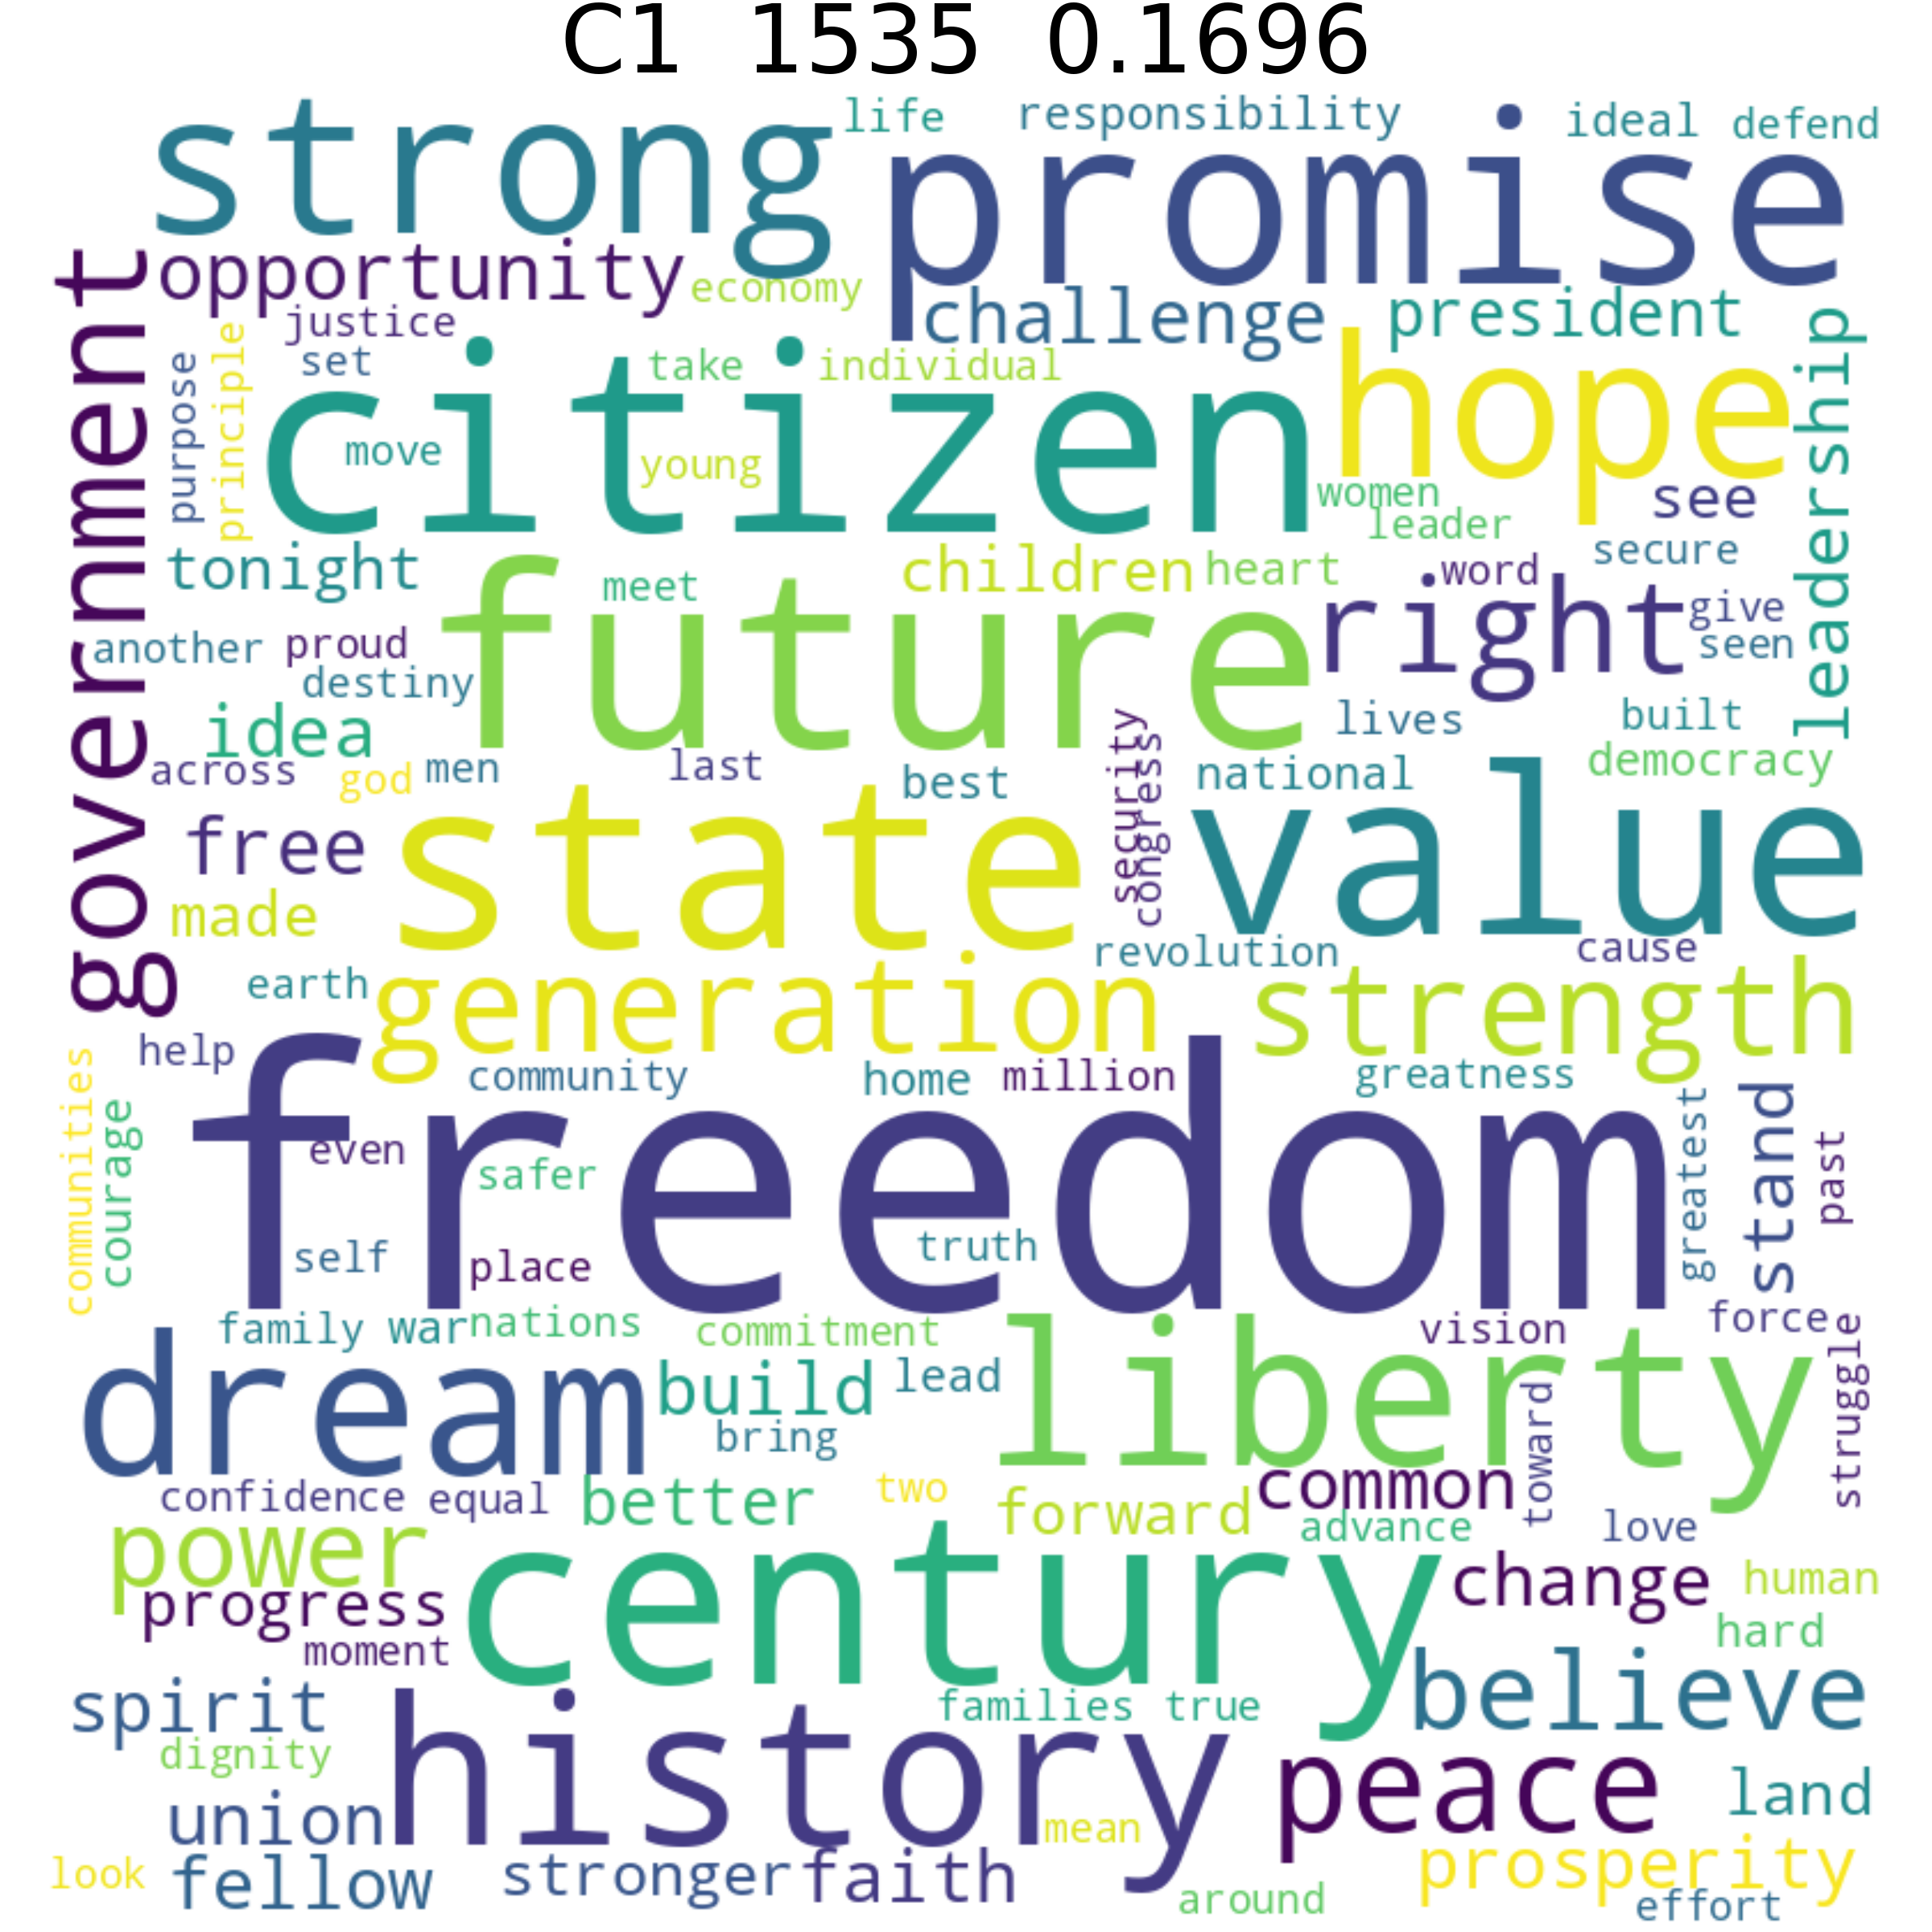 C1 1535 0.1696
life responsibility ideal defend
strong promise
opportunity economy
challenge president
justice
government
purpose
principle
set take individual
citizen hope
leadership
move young
women see
leader
tonight children heart word secure
meet
future right give
another proud seen
destiny
idea lives built
across god men last best national democracy
security
congress
free state value
made
revolution cause
earth generation strength
help community home million greatness
communities
courage
freedom
even safer
greatest
stand
past
self place truth
family war nations commitment vision force
dream build lead liberty
struggle
toward
bring
confidence equal better two forward common
advance love
power century change human
progress hard
moment
spirit families true believe
dignity history peace land
union mean
look fellow stronger faith prosperity
around effort